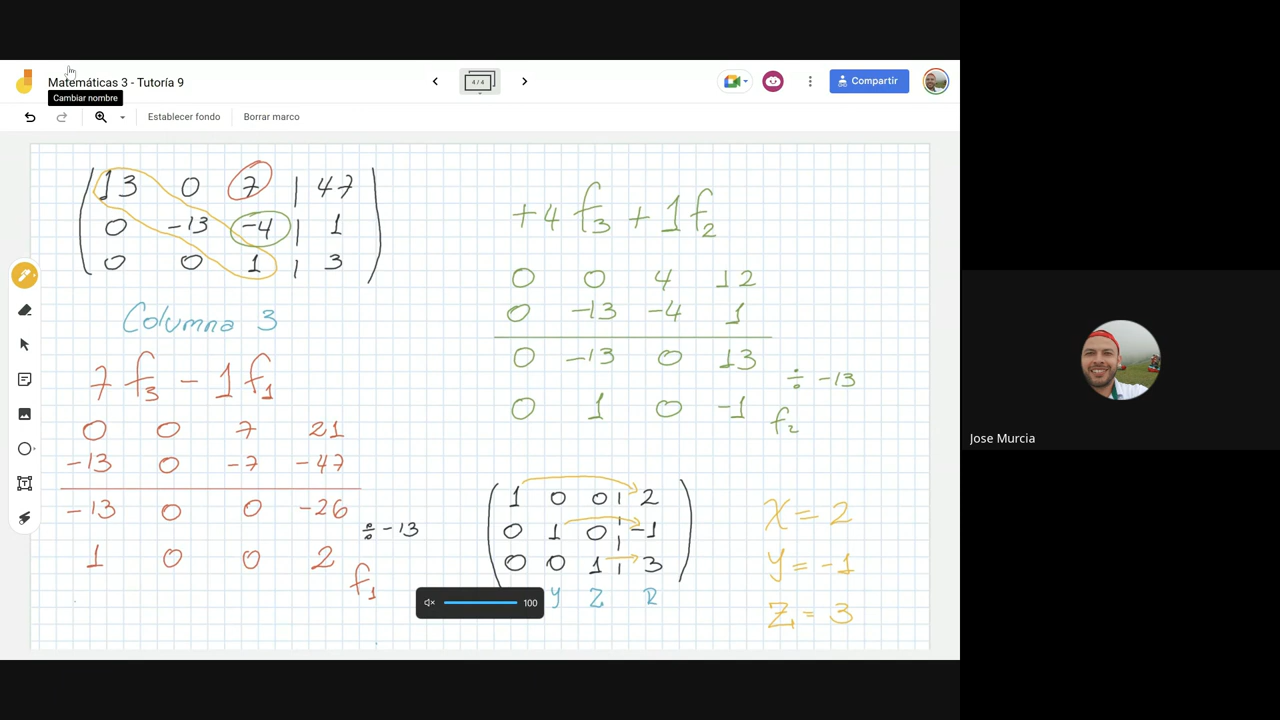 Matemáticas 3 - Tutoría 9
Cambiar nombre
4 / 4
Compartir
Establecer fondo
Borrar marco
13 0 7 | 47
0 -13 -4 | 1
0 0 1 | 3
Columna 3
7 f3 - 1 f1
0 0 7 21
-13 0 -7 -47
-13 0 0 -26
÷ -13
1 0 0 2
f1
+4 f3 + 1 f2
0 0 4 12
0 -13 -4 1
0 -13 0 13
÷ -13
0 1 0 -1
f2
1 0 0 | 2
0 1 0 | -1
0 0 1 | 3
y z R
x = 2
y = -1
z = 3
100
Jose Murcia